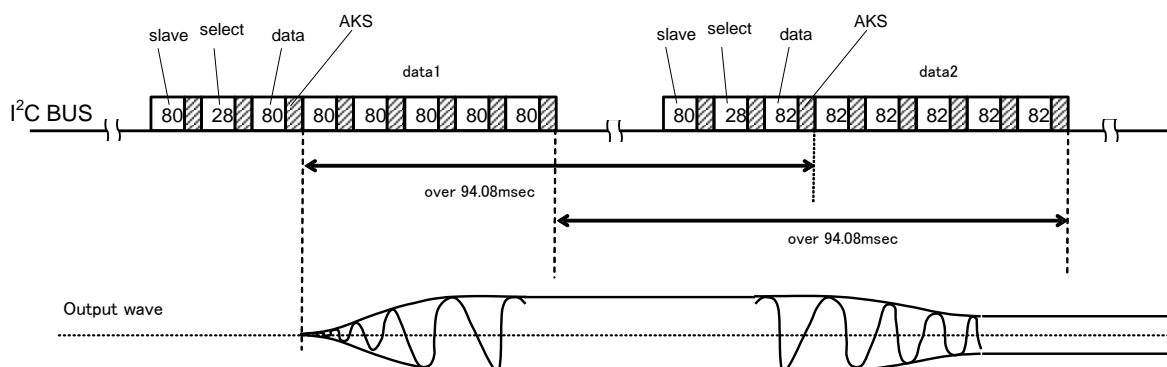 AKS
slave select data
data1
I²C BUS 80 28 80 80 80 80 80 80
AKS
slave select data
data2
80 28 82 82 82 82 82 82
over 94.08msec
over 94.08msec
Output wave